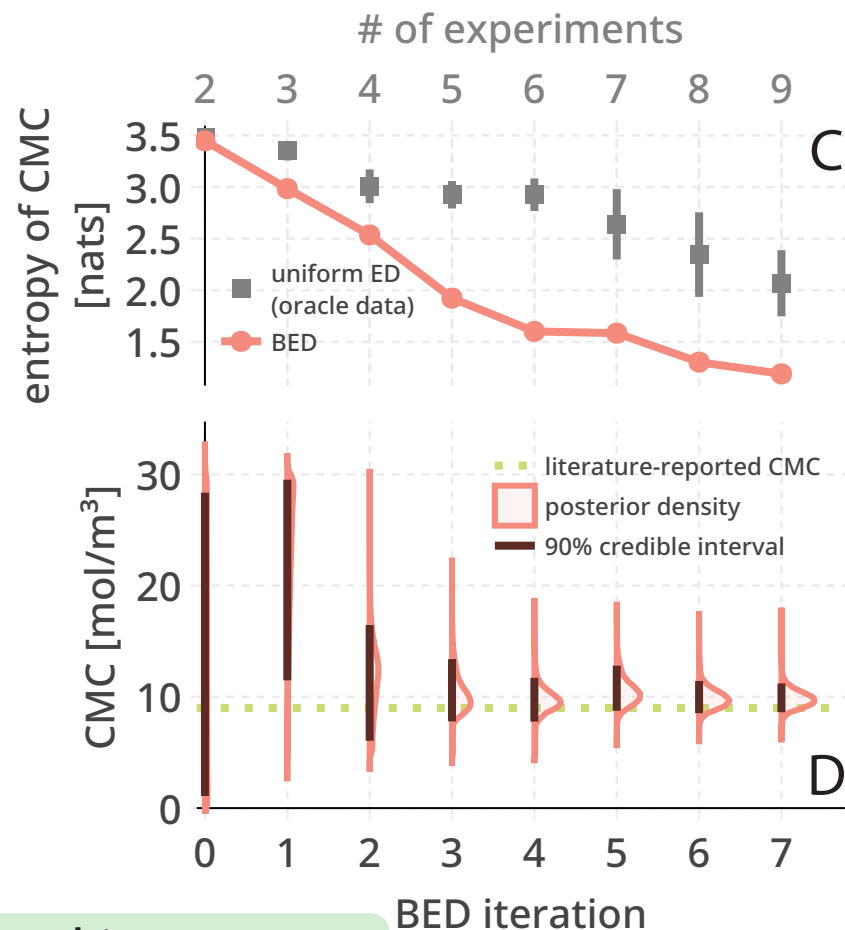 # of experiments
2 3 4 5 6 7 8 9
entropy of CMC
[nats]
3.5
3.0
2.5
2.0
1.5
C
uniform ED
(oracle data)
BED
CMC [mol/m³]
30
20
10
0
literature-reported CMC
posterior density
90% credible interval
D
0 1 2 3 4 5 6 7
BED iteration